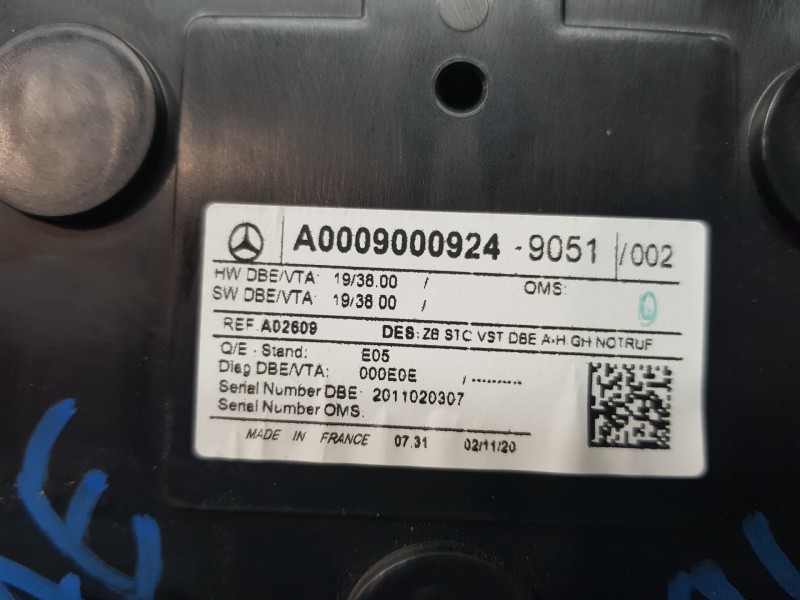 A0009000924 - 9051 /002
HW DBE/VTA: 19/38.00 /
SW DBE/VTA: 19/38.00 /
OMS:
REF. A02609 DES: ZB STC VST DBE A+H GH NOTRUF
Q/E - Stand: E05
Diag DBE/VTA: 000E0E /.........
Serial Number DBE: 2011020307
Serial Number OMS:
MADE IN FRANCE 07.31 02/11/20